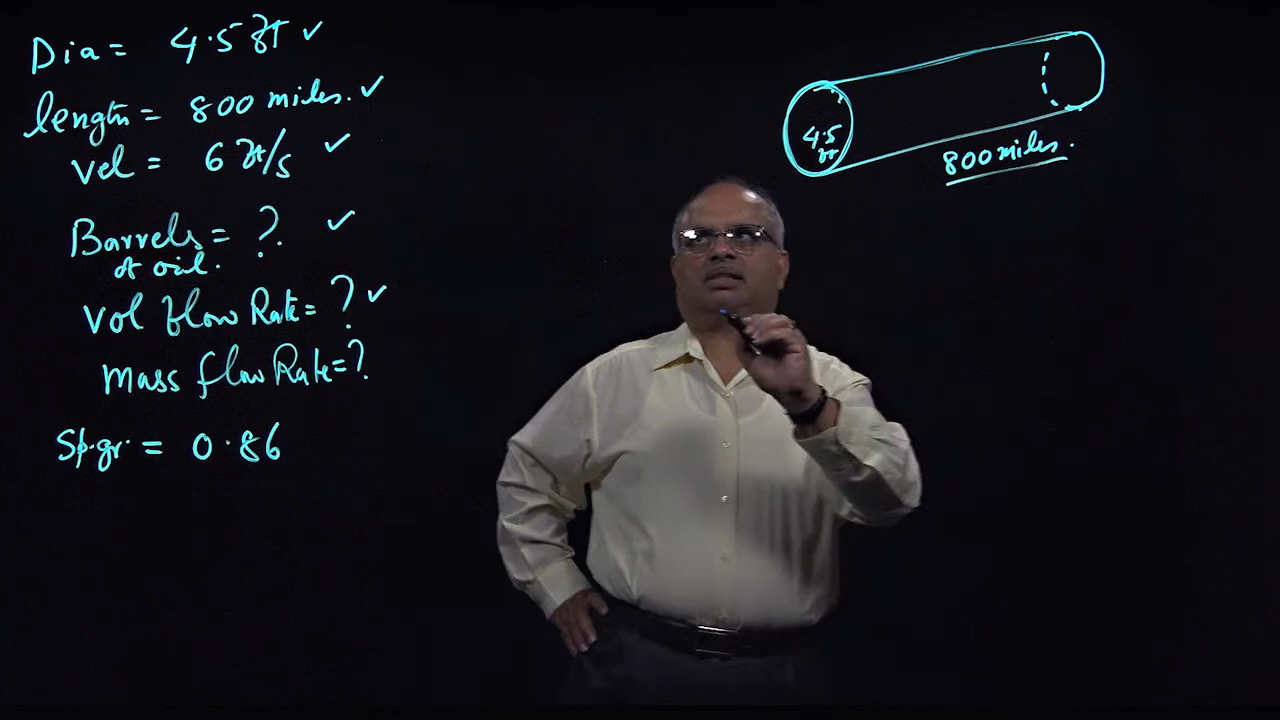 Dia = 4.5 ft ✓
length = 800 miles. ✓
vel = 6 ft/s ✓
Barrels = ? ✓
of oil.
Vol flow Rate = ? ✓
Mass flow Rate = ?
Sp.gr. = 0.86
4.5
ft
800 miles.